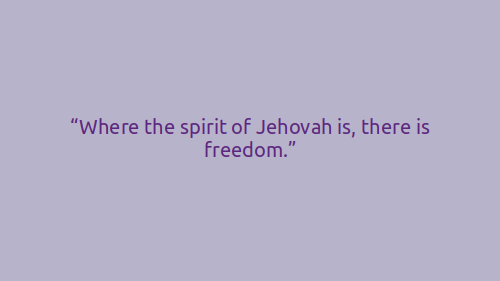 “Where the spirit of Jehovah is, there is
freedom.”